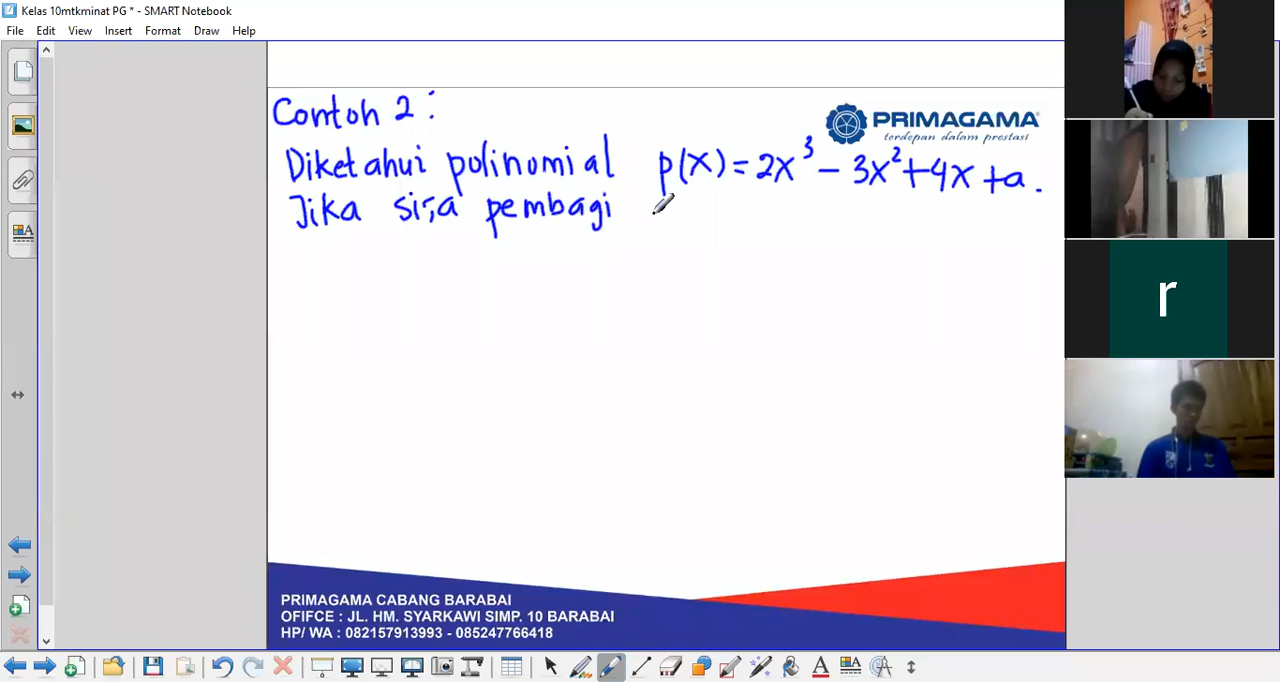 Kelas 10mtkminat PG * - SMART Notebook
File Edit View Insert Format Draw Help
Contoh 2 :
PRIMAGAMA
terdepan dalam prestasi
Diketahui polinomial p(x) = 2x³ − 3x² + 4x + a .
Jika sisa pembagi
r
PRIMAGAMA CABANG BARABAI
OFIFCE : JL. HM. SYARKAWI SIMP. 10 BARABAI
HP/ WA : 082157913993 - 085247766418